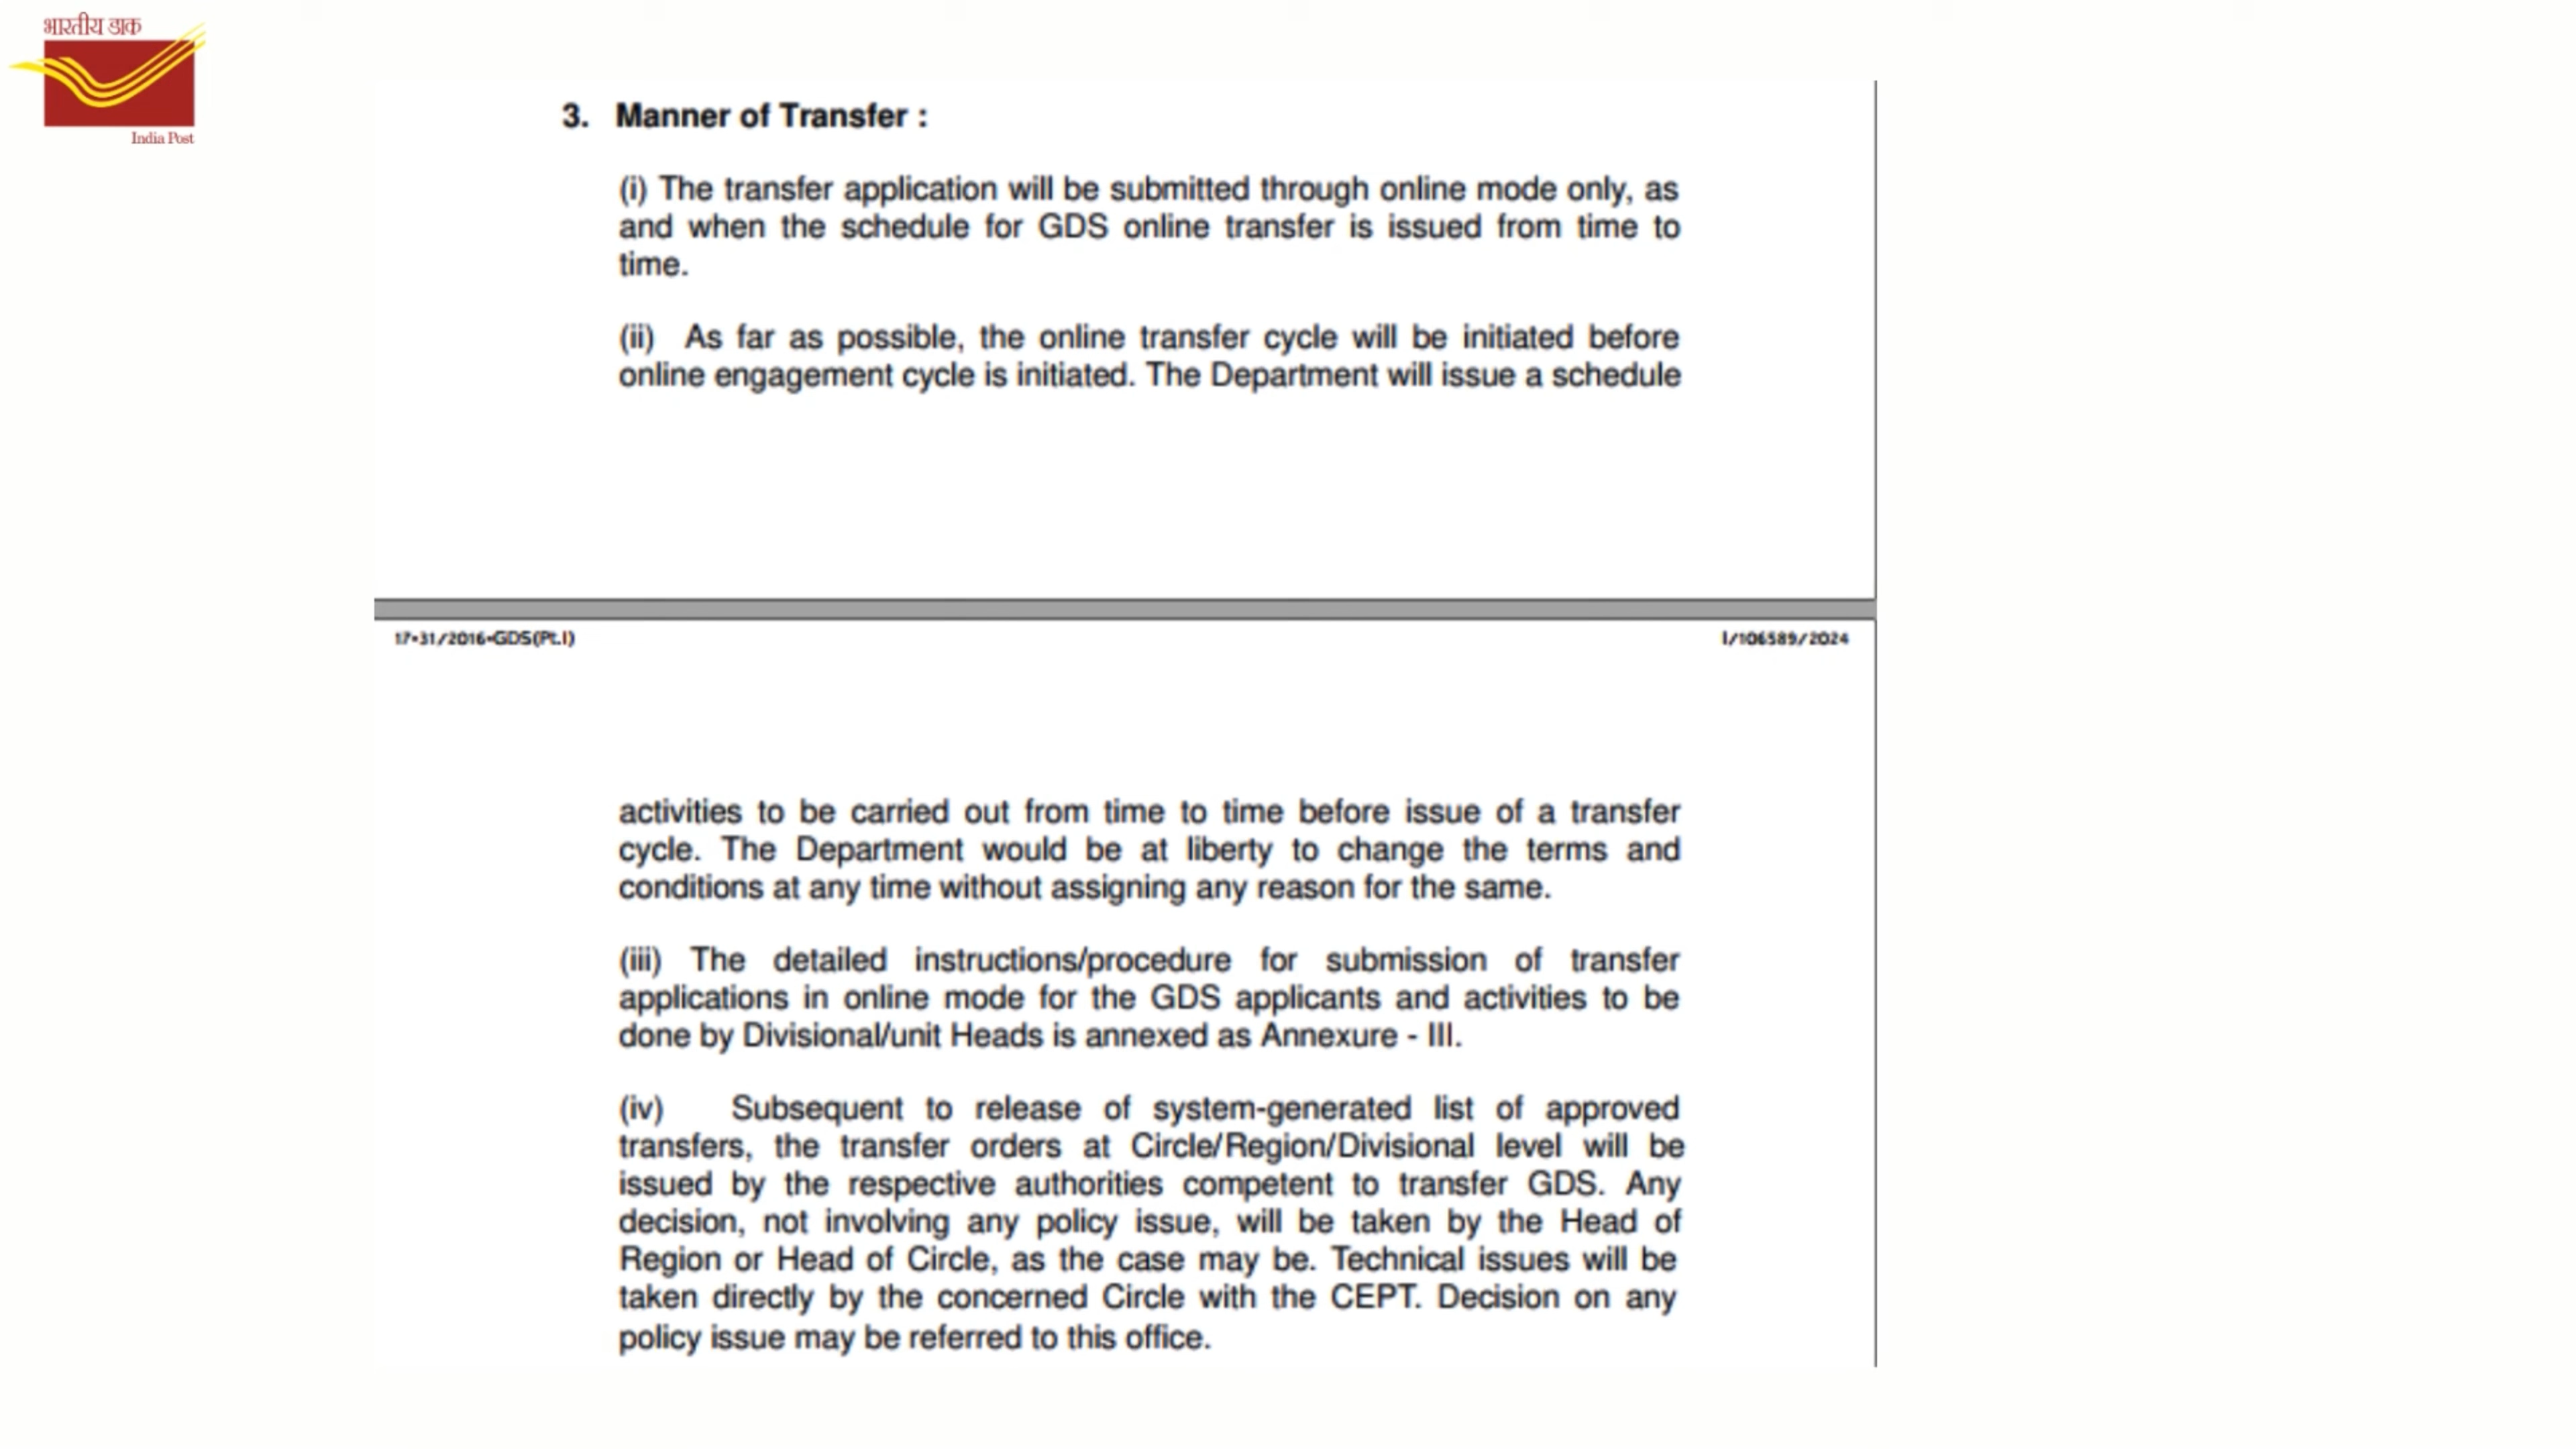 भारतीय डाक
India Post
3. Manner of Transfer :
(i) The transfer application will be submitted through online mode only, as
and when the schedule for GDS online transfer is issued from time to
time.
(ii) As far as possible, the online transfer cycle will be initiated before
online engagement cycle is initiated. The Department will issue a schedule
17-31/2016-GDS(Pt.I)
I/106589/2024
activities to be carried out from time to time before issue of a transfer
cycle. The Department would be at liberty to change the terms and
conditions at any time without assigning any reason for the same.
(iii) The detailed instructions/procedure for submission of transfer
applications in online mode for the GDS applicants and activities to be
done by Divisional/unit Heads is annexed as Annexure - III.
(iv) Subsequent to release of system-generated list of approved
transfers, the transfer orders at Circle/Region/Divisional level will be
issued by the respective authorities competent to transfer GDS. Any
decision, not involving any policy issue, will be taken by the Head of
Region or Head of Circle, as the case may be. Technical issues will be
taken directly by the concerned Circle with the CEPT. Decision on any
policy issue may be referred to this office.